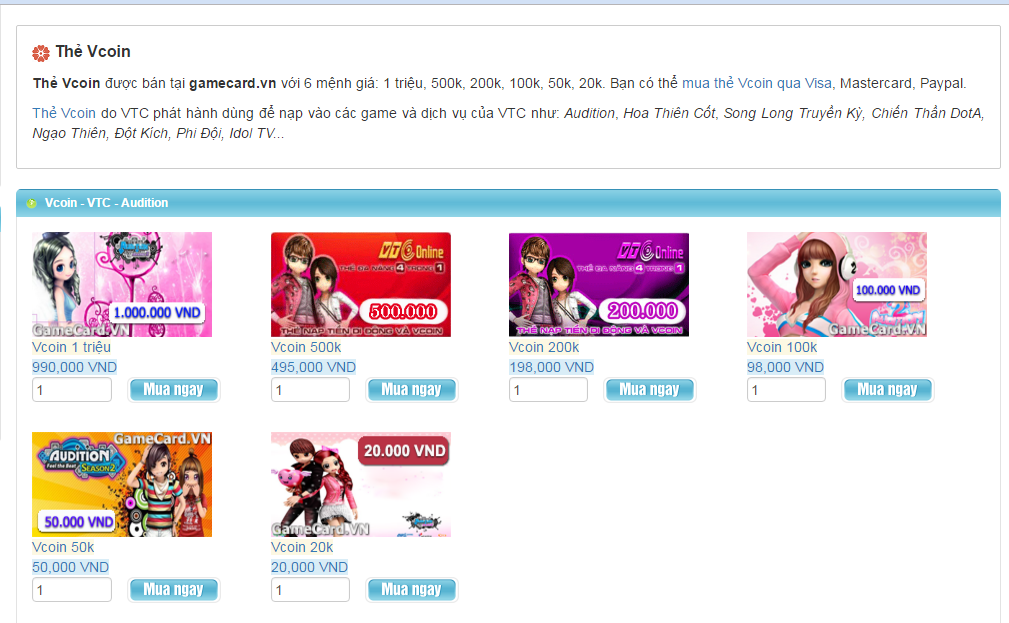 Thẻ Vcoin
Thẻ Vcoin được bán tại gamecard.vn với 6 mệnh giá: 1 triệu, 500k, 200k, 100k, 50k, 20k. Bạn có thể mua thẻ Vcoin qua Visa, Mastercard, Paypal.
Thẻ Vcoin do VTC phát hành dùng để nạp vào các game và dịch vụ của VTC như: Audition, Hoa Thiên Cốt, Song Long Truyền Kỳ, Chiến Thần DotA,
Ngạo Thiên, Đột Kích, Phi Đội, Idol TV...
Vcoin - VTC - Audition
1.000.000 VND
GameCard.VN
Vcoin 1 triệu
990,000 VND
1
Mua ngay
VTC Online
THẺ ĐA NĂNG 4 TRONG 1
500.000
THẺ NẠP TIỀN DI ĐỘNG VÀ VCOIN
Vcoin 500k
495,000 VND
1
Mua ngay
VTC Online
THẺ ĐA NĂNG 4 TRONG 1
200.000
THẺ NẠP TIỀN DI ĐỘNG VÀ VCOIN
Vcoin 200k
198,000 VND
1
Mua ngay
2
100.000 VND
GameCard.VN
Vcoin 100k
98,000 VND
1
Mua ngay
GameCard.VN
AUDITION
Feel the Beat SEASON2
50.000 VND
Vcoin 50k
50,000 VND
1
Mua ngay
20.000 VND
GameCard.VN
Vcoin 20k
20,000 VND
1
Mua ngay